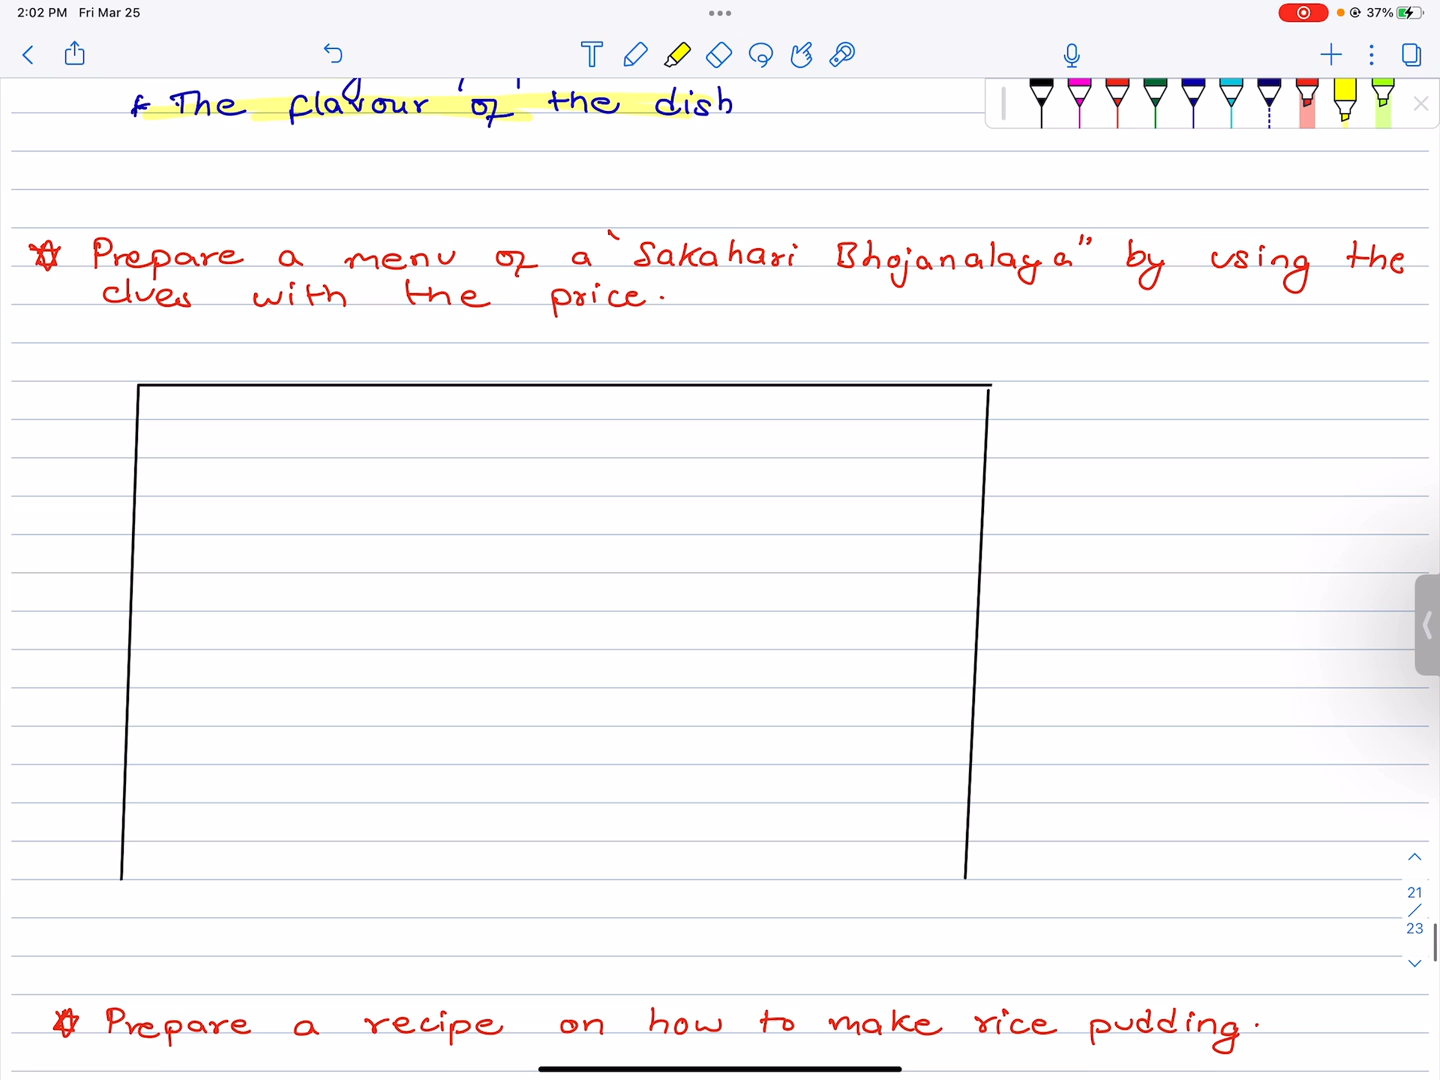 2:02 PM Fri Mar 25
37%
* The flavour of the dish
Prepare a menu of a "Sakahari Bhojanalaya" by using the
clues with the price.
21
/
23
Prepare a recipe on how to make rice pudding.